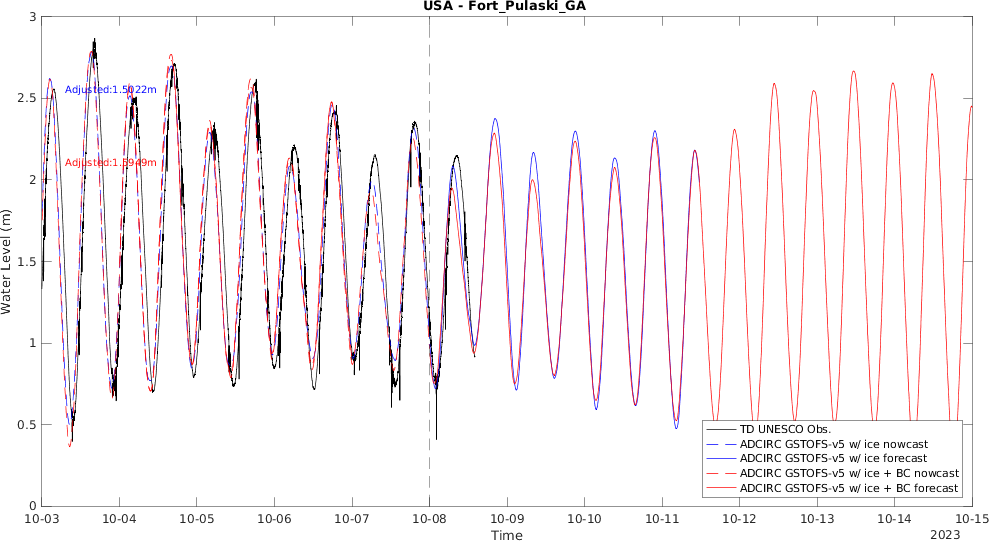 USA - Fort_Pulaski_GA
Water Level (m)
3
2.5
2
1.5
1
0.5
0
Adjusted:1.5022m
Adjusted:1.5949m
TD UNESCO Obs.
ADCIRC GSTOFS-v5 w/ ice nowcast
ADCIRC GSTOFS-v5 w/ ice forecast
ADCIRC GSTOFS-v5 w/ ice + BC nowcast
ADCIRC GSTOFS-v5 w/ ice + BC forecast
10-03 10-04 10-05 10-06 10-07 10-08 10-09 10-10 10-11 10-12 10-13 10-14 10-15
Time
2023